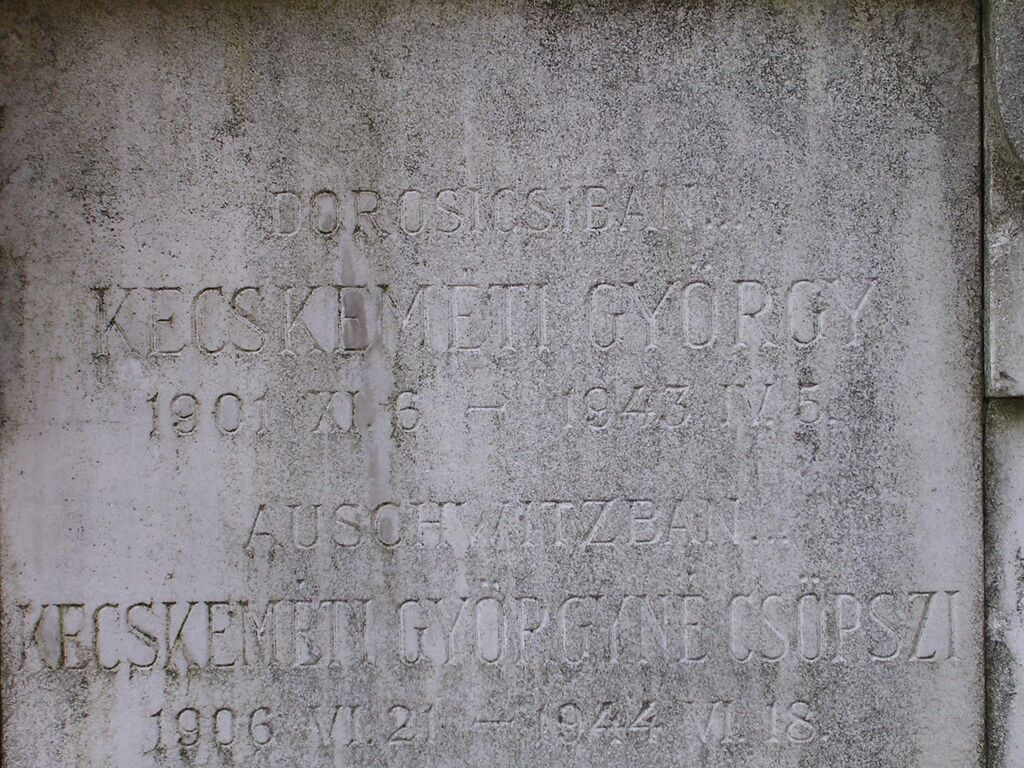 DOROSICSIBAN...
KECSKEMÉTI GYÖRGY
1901 XI. 6 – 1943 IV. 5.
AUSCHWITZBAN...
KECSKEMÉTI GYÖRGYNÉ CSÖPSZI
1906 VI. 21 – 1944 VI. 18.